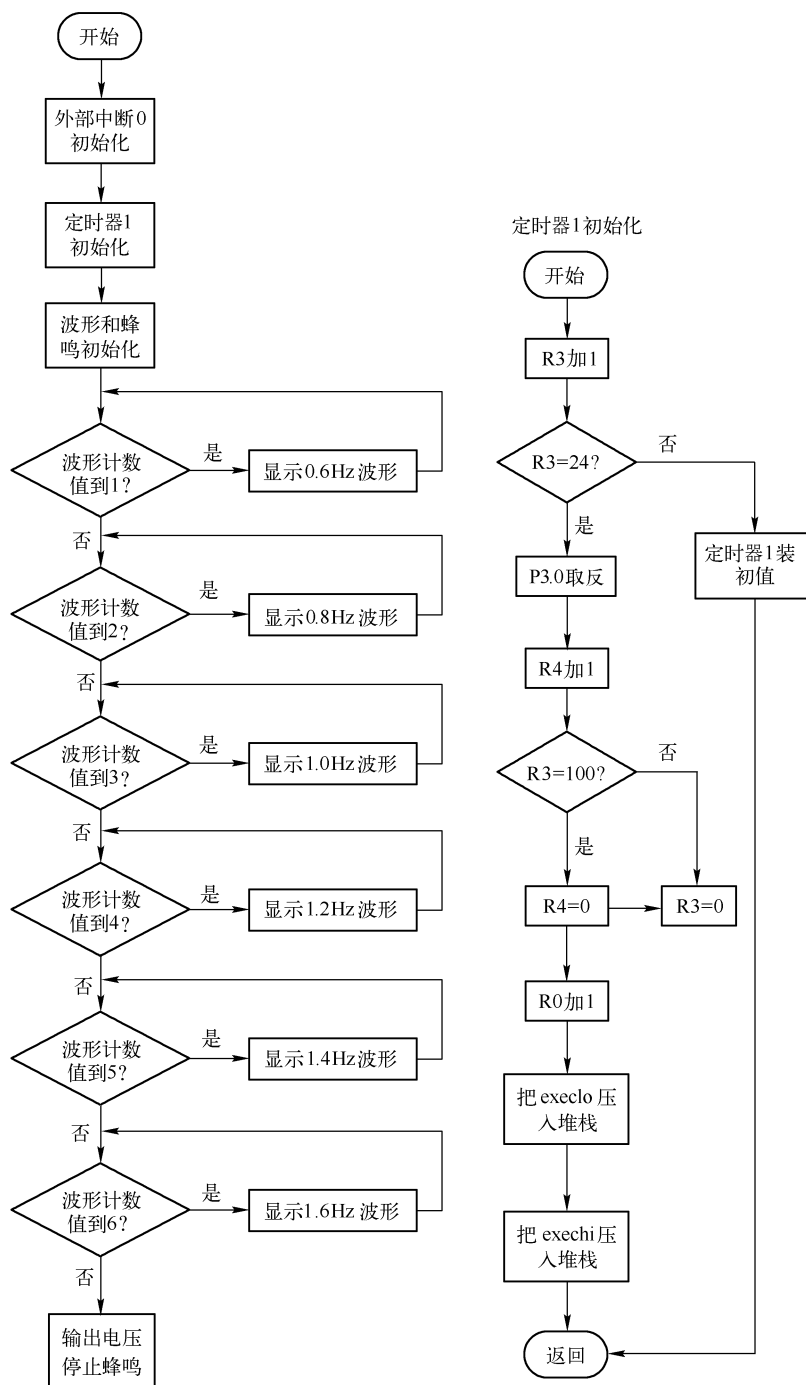 开始
外部中断0
初始化
定时器1
初始化
波形和蜂
鸣初始化
波形计数
值到1?
是
显示0.6Hz波形
否
波形计数
值到2?
是
显示0.8Hz波形
否
波形计数
值到3?
是
显示1.0Hz波形
否
波形计数
值到4?
是
显示1.2Hz波形
否
波形计数
值到5?
是
显示1.4Hz波形
否
波形计数
值到6?
是
显示1.6Hz波形
否
输出电压
停止蜂鸣
定时器1初始化
开始
R3加1
R3=24?
否
是
定时器1装
初值
P3.0取反
R4加1
R3=100?
否
是
R4=0
R3=0
R0加1
把execlo压
入堆栈
把exechi压
入堆栈
返回